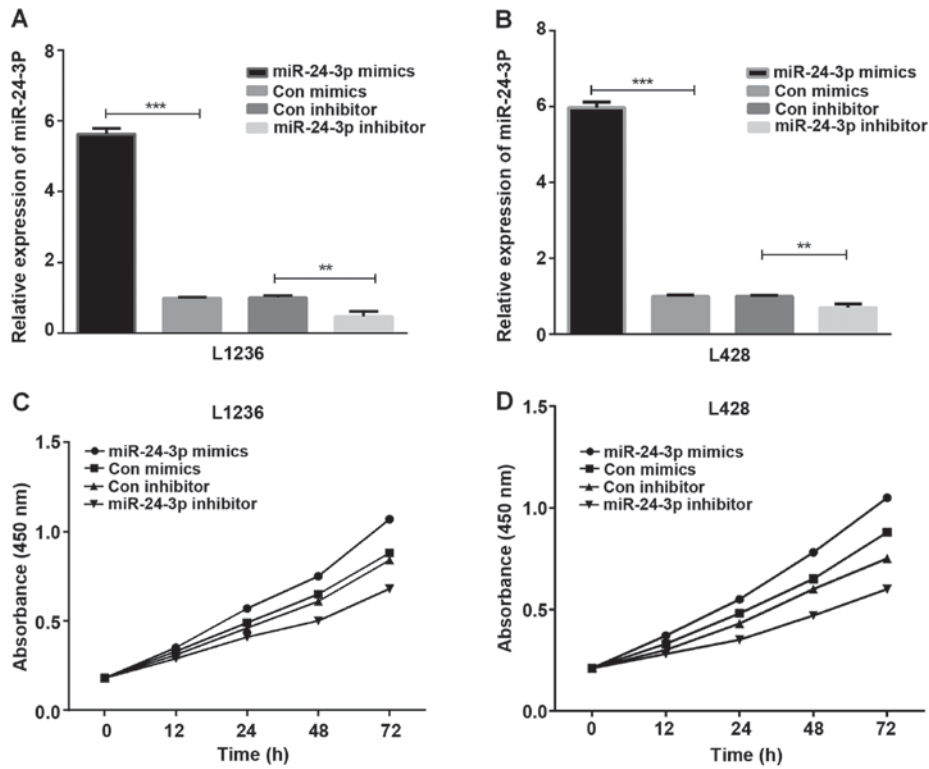 A
Relative expression of miR-24-3P
8
6
4
2
0
miR-24-3p mimics
Con mimics
Con inhibitor
miR-24-3p inhibitor
***
**
L1236
B
Relative expression of miR-24-3P
8
6
4
2
0
miR-24-3p mimics
Con mimics
Con inhibitor
miR-24-3p inhibitor
***
**
L428
C
L1236
Absorbance (450 nm)
1.5
1.0
0.5
0.0
miR-24-3p mimics
Con mimics
Con inhibitor
miR-24-3p inhibitor
0 12 24 48 72
Time (h)
D
L428
Absorbance (450 nm)
1.5
1.0
0.5
0.0
miR-24-3p mimics
Con mimics
Con inhibitor
miR-24-3p inhibitor
0 12 24 48 72
Time (h)